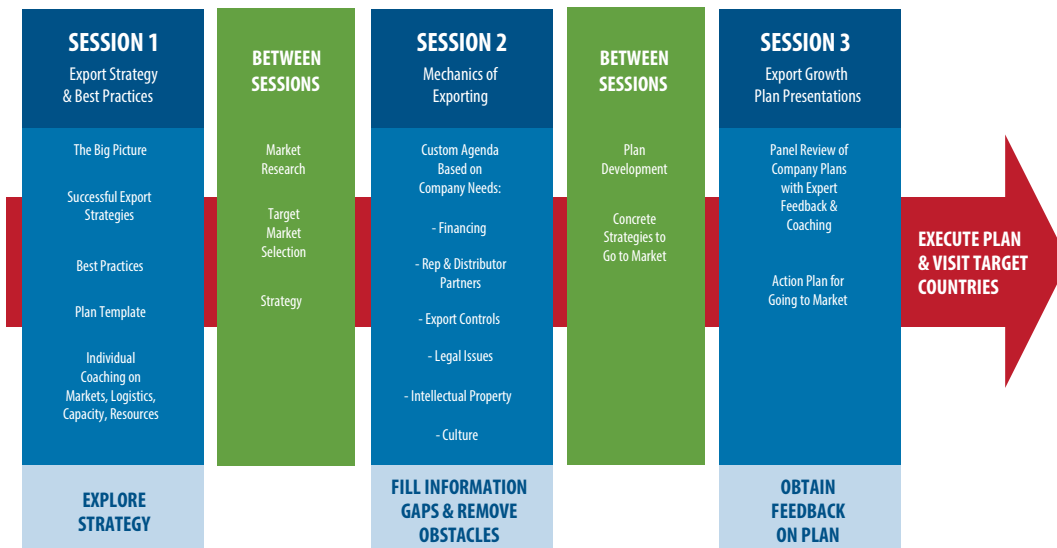 SESSION 1
Export Strategy
& Best Practices
The Big Picture
Successful Export
Strategies
Best Practices
Plan Template
Individual
Coaching on
Markets, Logistics,
Capacity, Resources
EXPLORE
STRATEGY
BETWEEN
SESSIONS
Market
Research
Target
Market
Selection
Strategy
SESSION 2
Mechanics of
Exporting
Custom Agenda
Based on
Company Needs:
- Financing
- Rep & Distributor
Partners
- Export Controls
- Legal Issues
- Intellectual Property
- Culture
FILL INFORMATION
GAPS & REMOVE
OBSTACLES
BETWEEN
SESSIONS
Plan
Development
Concrete
Strategies to
Go to Market
SESSION 3
Export Growth
Plan Presentations
Panel Review of
Company Plans
with Expert
Feedback &
Coaching
Action Plan for
Going to Market
OBTAIN
FEEDBACK
ON PLAN
EXECUTE PLAN
& VISIT TARGET
COUNTRIES